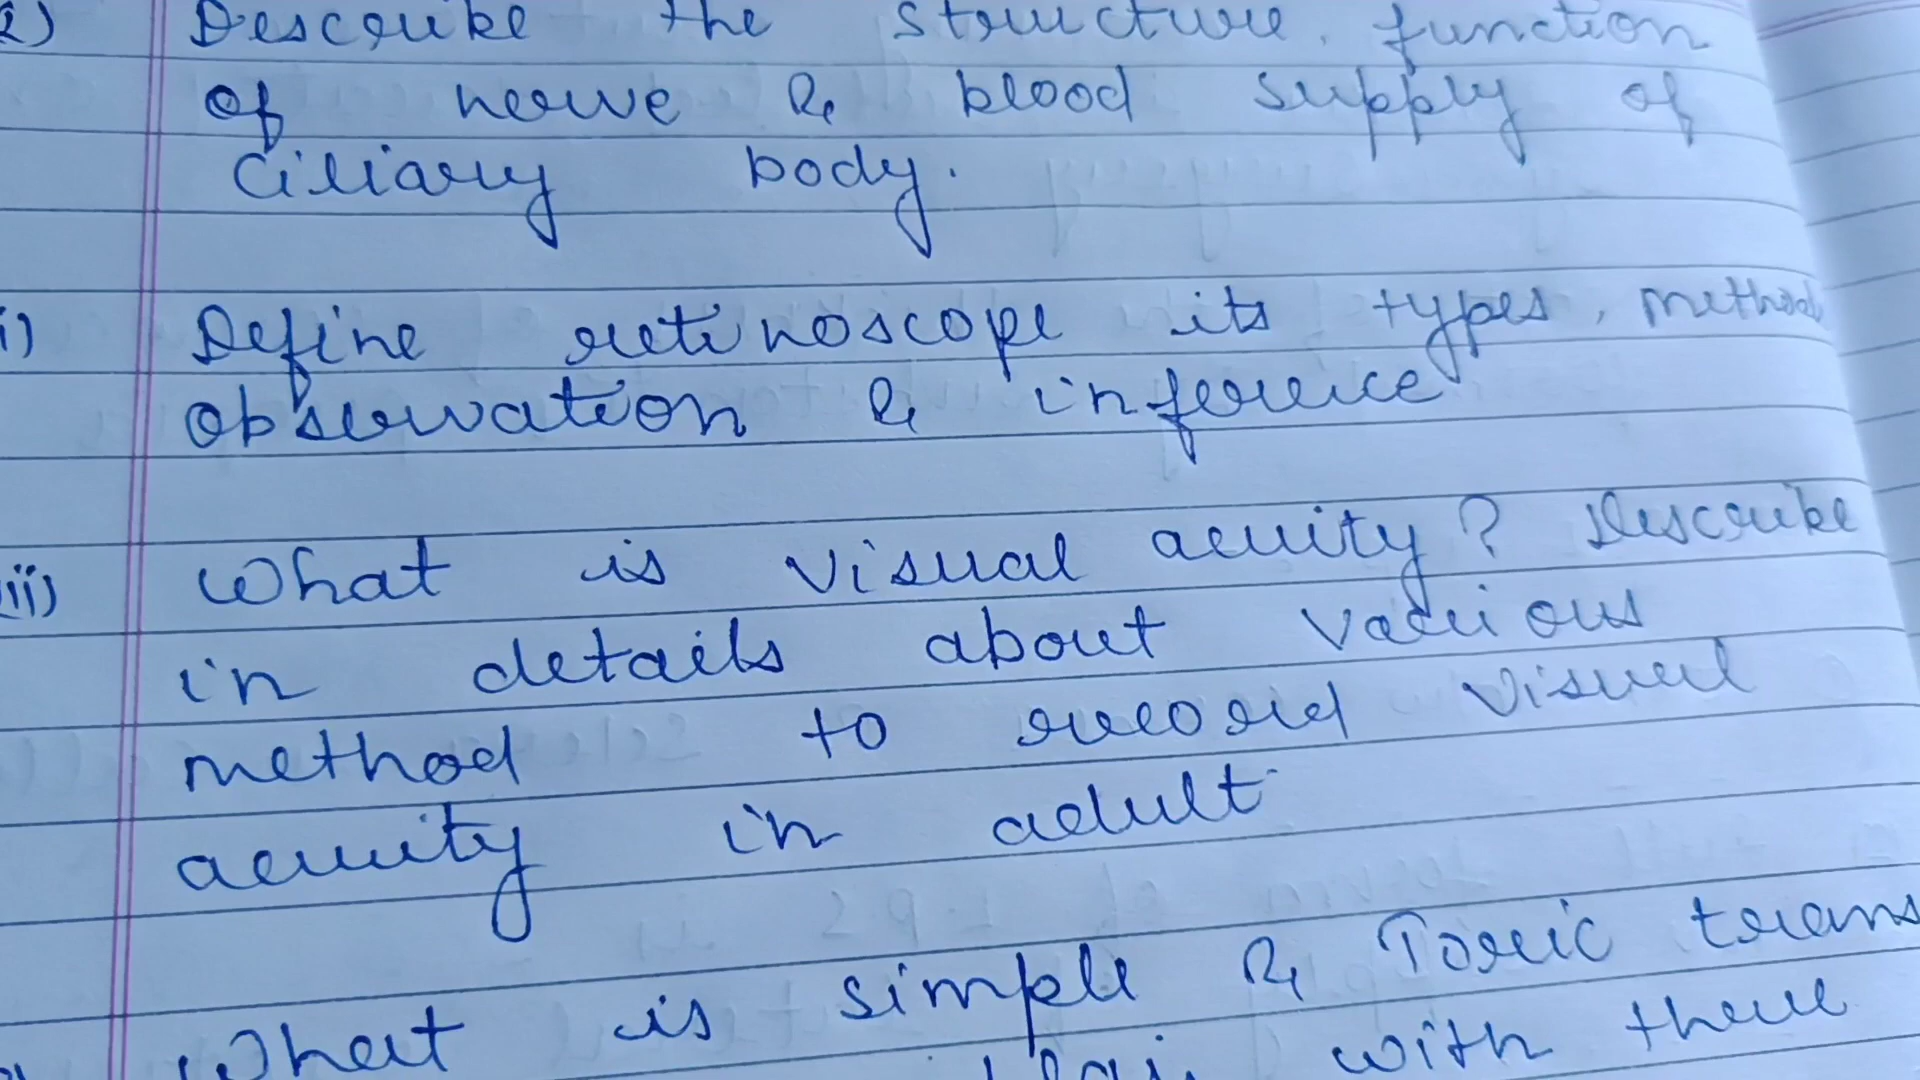 2) Describe the structure, function
of nerve & blood supply of
Ciliary body.
i) Define retinoscope its types, method
observation & inference
ii) What is visual acuity? Describe
in details about various
method to record visual
acuity in adult
What is simple & Toric trans
with there